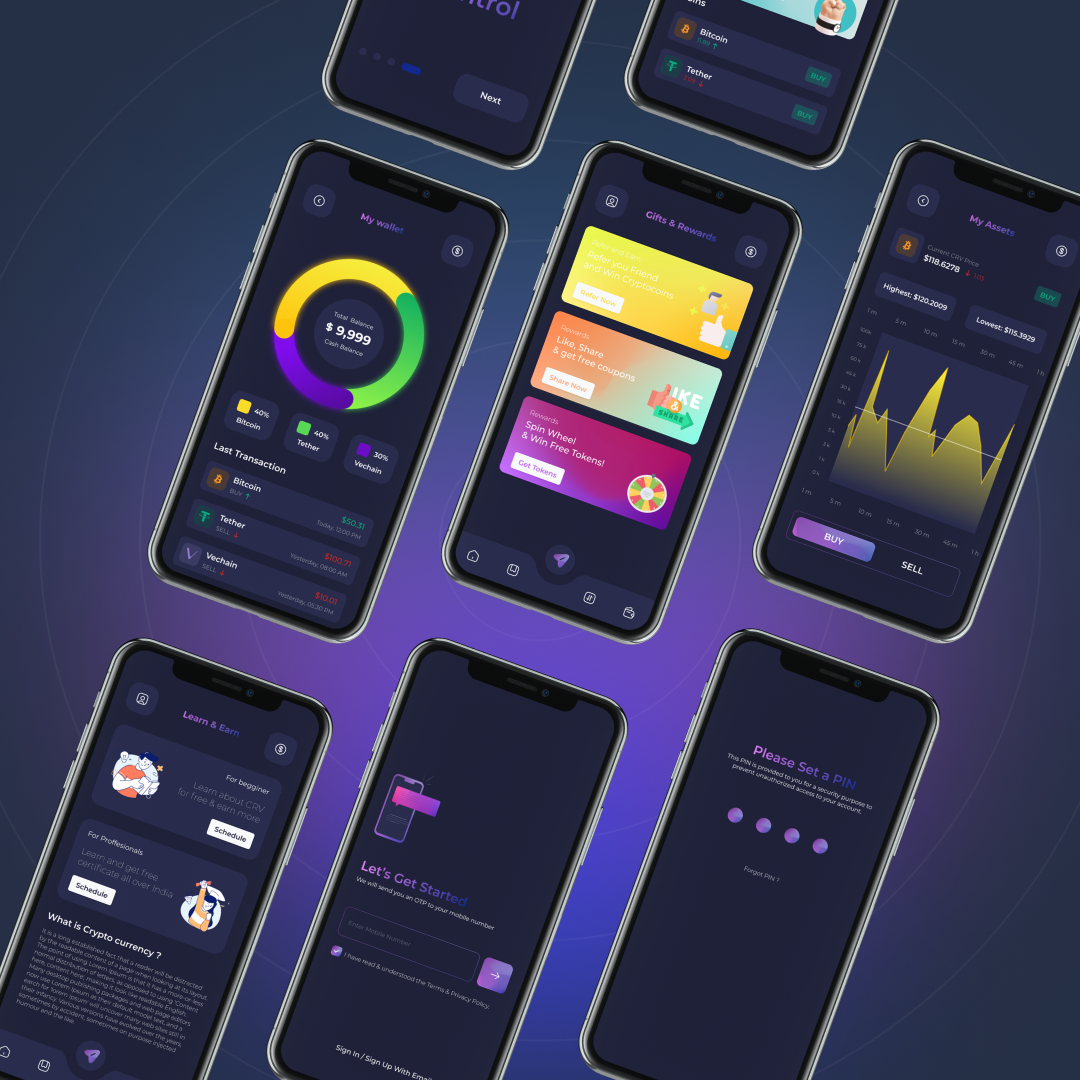 ntrol
Next
Bitcoin
BUY
Tether
BUY
My wallet
Total Balance
$ 9,999
Cash Balance
40%
Bitcoin
40%
Tether
30%
Vechain
Last Transaction
Bitcoin
BUY
$50.31
Today, 12:00 PM
Tether
SELL
$100.71
Yesterday, 08:00 AM
Vechain
SELL
$10.01
Yesterday, 05:30 PM
Gifts & Rewards
Refer and Earn
Refer you Friend
and Win Cryptocoins
Refer Now
Rewards
Like, Share
& get free coupons
Share Now
LIKE
&
SHARE
Rewards
Spin Wheel
& Win Free Tokens!
Get Tokens
My Assets
Current CRV Price
$118.6278
BUY
Highest: $120.2009
Lowest: $115.3929
1 m
5 m
10 m
15 m
30 m
45 m
1 h
1 m
5 m
10 m
15 m
30 m
45 m
1 h
BUY
SELL
Learn & Earn
For begginer
Learn about CRV
for free & earn more
Schedule
For Proffesionals
Learn and get free
certificate all over India
Schedule
What is Crypto currency ?
It is a long established fact that a reader will be distracted
by the readable content of a page when looking at its layout.
The point of using Lorem Ipsum is that it has a more-or-less
normal distribution of letters, as opposed to using 'Content
here, content here', making it look like readable English.
Many desktop publishing packages and web page editors
now use Lorem Ipsum as their default model text, and a
search for 'lorem ipsum' will uncover many web sites still in
their infancy. Various versions have evolved over the years,
sometimes by accident, sometimes on purpose injected
humour and the like
Let's Get Started
We will send you an OTP to your mobile number
Enter Mobile Number
I have read & understood the Terms & Privacy Policy.
Sign In / Sign Up With Email
Please Set a PIN
This PIN is provided to you for a security purpose to
prevent unauthorized access to your account.
Forgot PIN ?